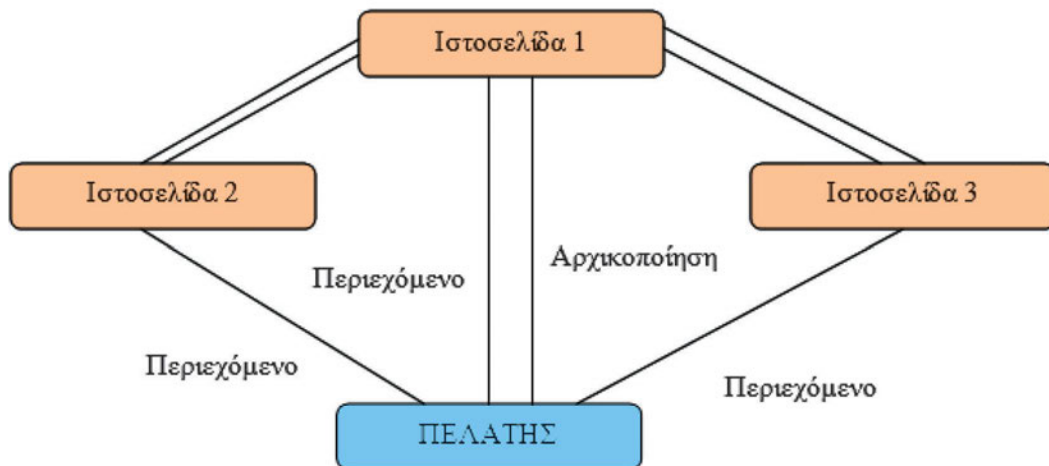 Ιστοσελίδα 1
Ιστοσελίδα 2
Ιστοσελίδα 3
Αρχικοποίηση
Περιεχόμενο
Περιεχόμενο
Περιεχόμενο
ΠΕΛΑΤΗΣ